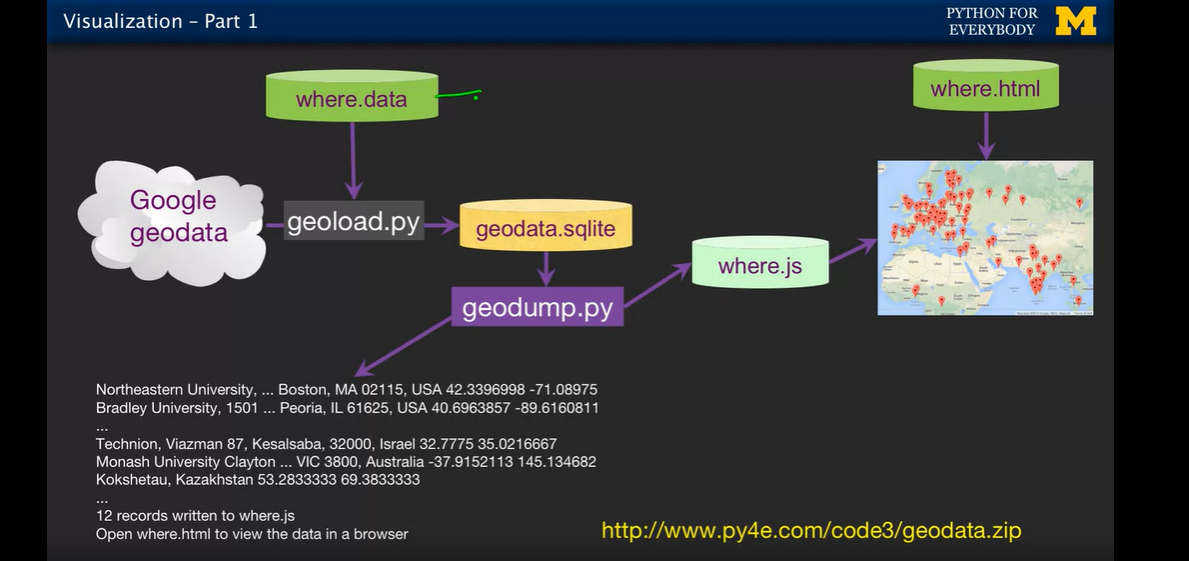 Visualization – Part 1
PYTHON FOR
EVERYBODY
M
where.data
where.html
Google
geodata
geoload.py
geodata.sqlite
where.js
geodump.py
Northeastern University, ... Boston, MA 02115, USA 42.3396998 -71.08975
Bradley University, 1501 ... Peoria, IL 61625, USA 40.6963857 -89.6160811
...
Technion, Viazman 87, Kesalsaba, 32000, Israel 32.7775 35.0216667
Monash University Clayton ... VIC 3800, Australia -37.9152113 145.134682
Kokshetau, Kazakhstan 53.2833333 69.3833333
...
12 records written to where.js
Open where.html to view the data in a browser
http://www.py4e.com/code3/geodata.zip